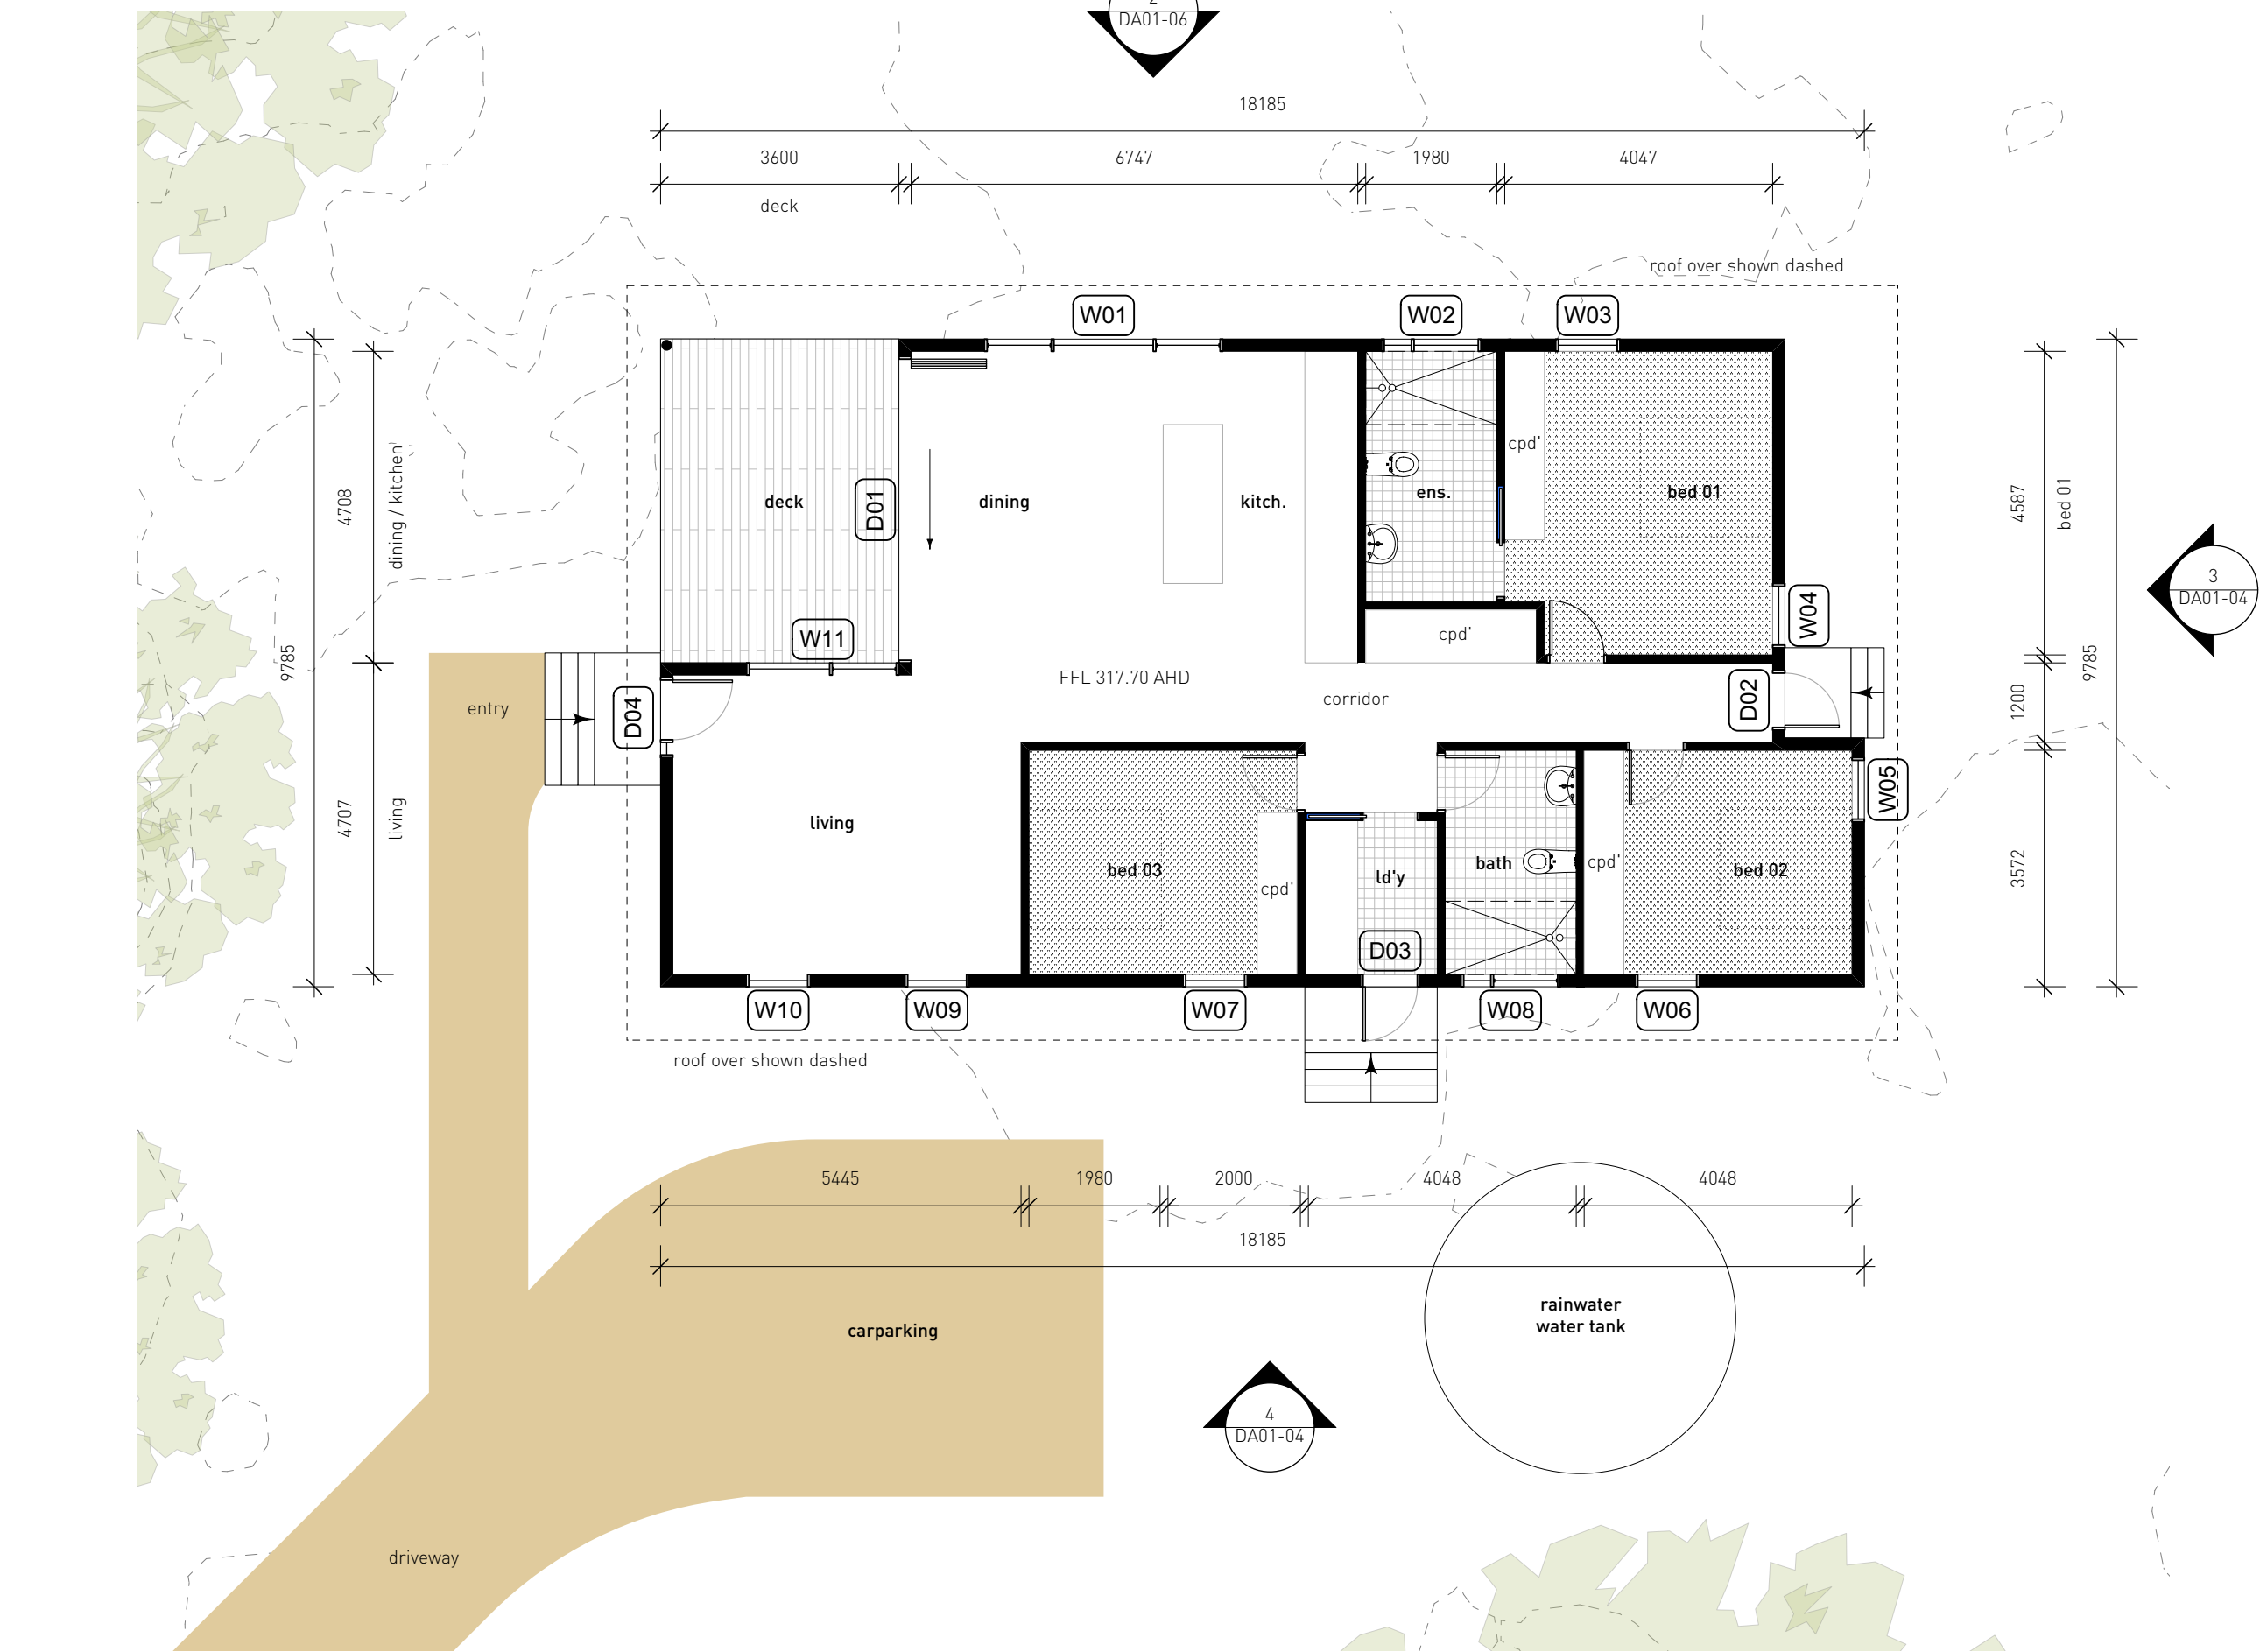 2
DA01-06
18185
3600
6747
1980
4047
deck
roof over shown dashed
W01
W02
W03
4708
dining / kitchen
9785
4707
living
deck
D01
dining
kitch.
ens.
cpd'
bed 01
4587
bed 01
3
DA01-04
W11
cpd'
W04
9785
FFL 317.70 AHD
corridor
D02
1200
entry
D04
W05
living
bed 03
cpd'
ld'y
bath
cpd'
bed 02
3572
D03
W10
W09
W07
W08
W06
roof over shown dashed
5445
1980
2000
4048
4048
18185
carparking
rainwater
water tank
4
DA01-04
driveway